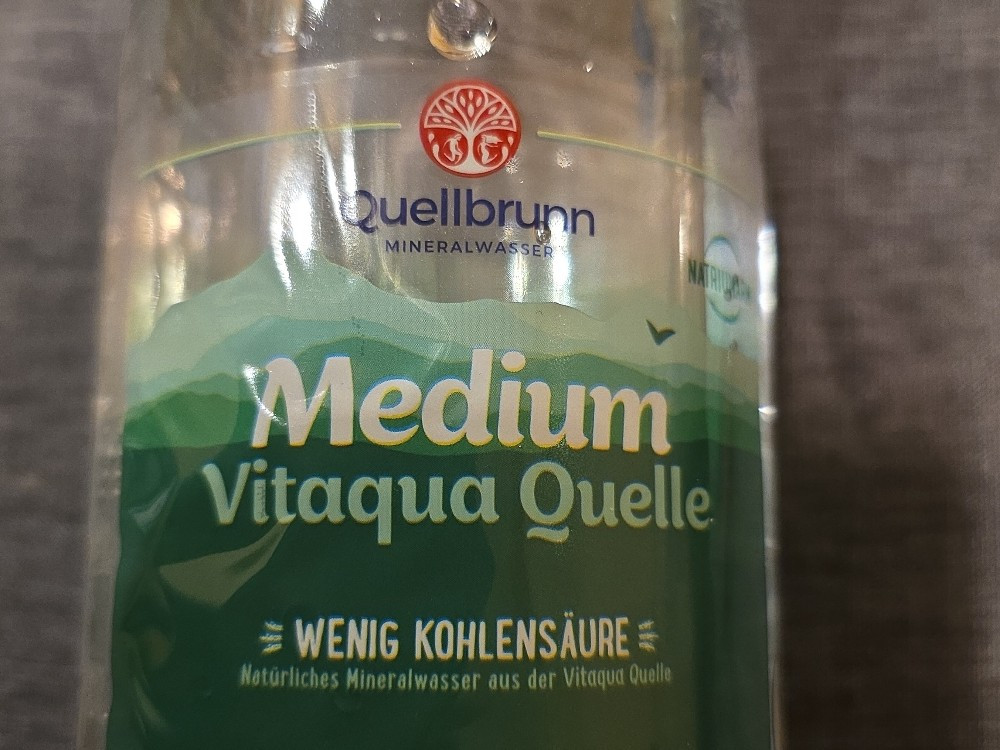 Quellbrunn
MINERALWASSER
Medium
Vitaqua Quelle
WENIG KOHLENSÄURE
Natürliches Mineralwasser aus der Vitaqua Quelle